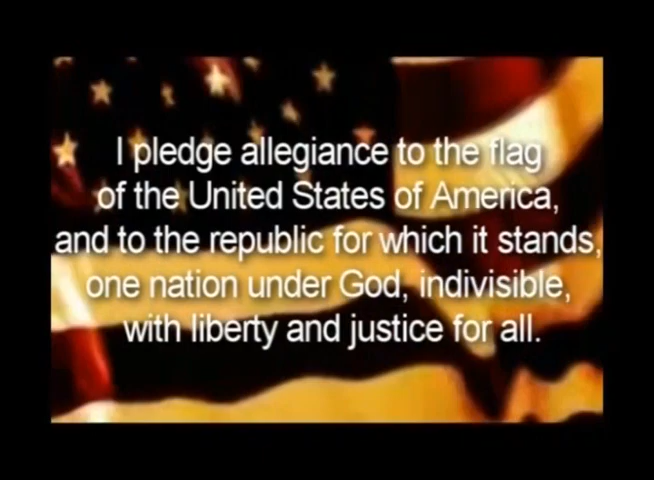 I pledge allegiance to the flag
of the United States of America,
and to the republic for which it stands,
one nation under God, indivisible,
with liberty and justice for all.